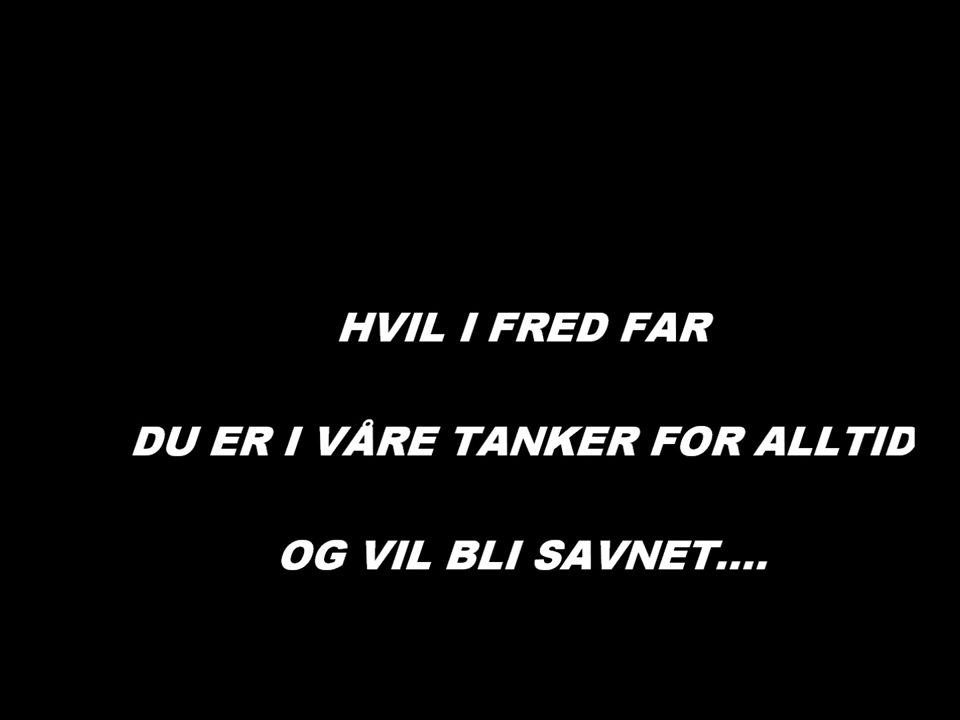 HVIL I FRED FAR
DU ER I VÅRE TANKER FOR ALLTID
OG VIL BLI SAVNET....